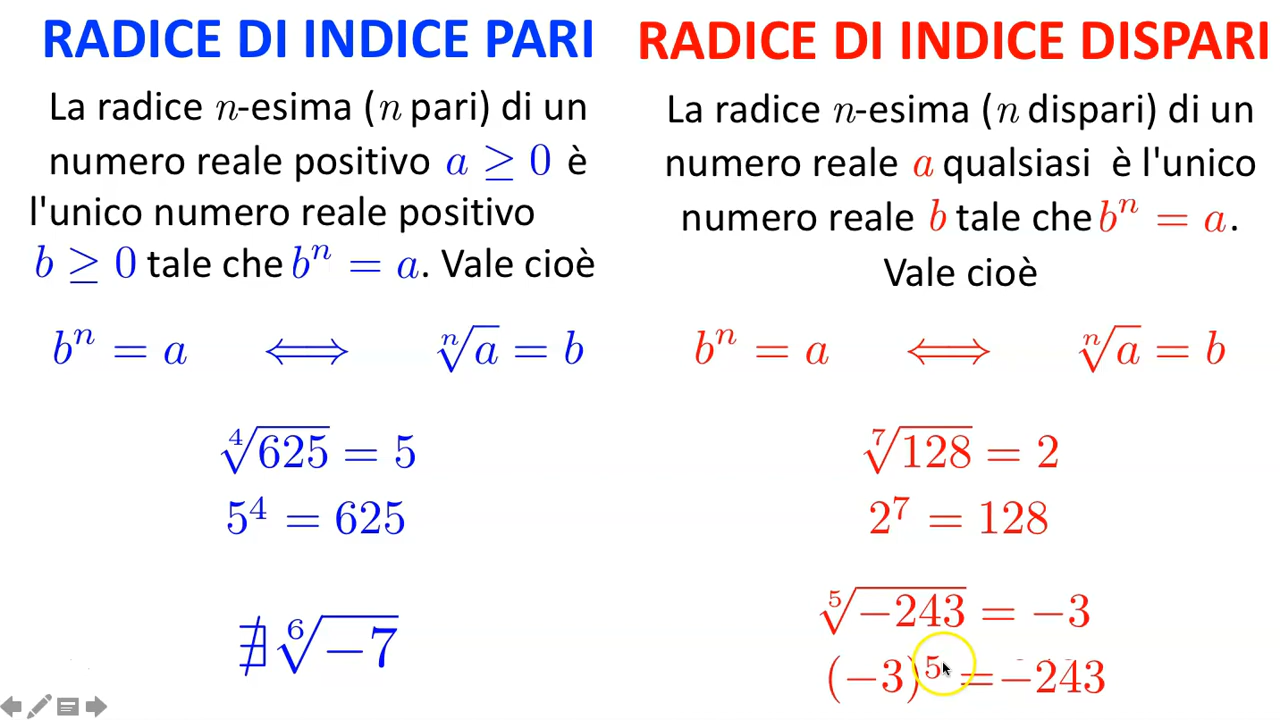 RADICE DI INDICE PARI
La radice n-esima (n pari) di un
numero reale positivo a ≥ 0 è
l'unico numero reale positivo
b ≥ 0 tale che bⁿ = a. Vale cioè
bⁿ = a ⟺ ⁿ√a = b
⁴√625 = 5
5⁴ = 625
∄ ⁶√−7
RADICE DI INDICE DISPARI
La radice n-esima (n dispari) di un
numero reale a qualsiasi è l'unico
numero reale b tale che bⁿ = a.
Vale cioè
bⁿ = a ⟺ ⁿ√a = b
⁷√128 = 2
2⁷ = 128
⁵√−243 = −3
(−3)⁵ = −243